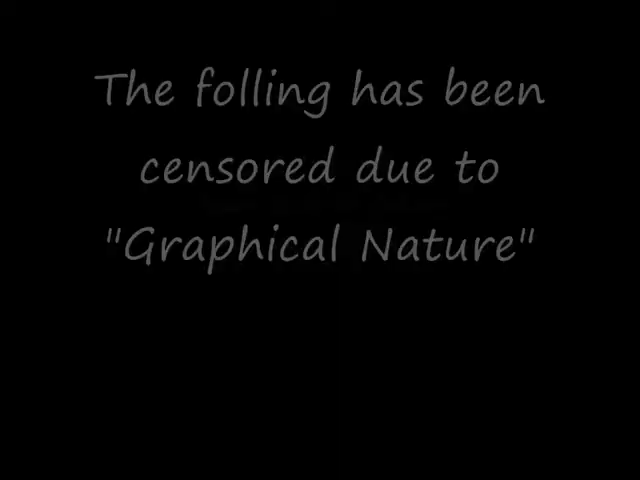 The folling has been
censored due to
"Graphical Nature"